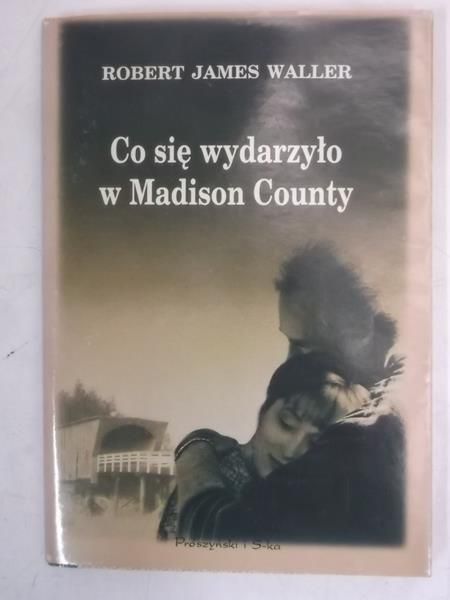 ROBERT JAMES WALLER
Co się wydarzyło
w Madison County
Prószyński i S-ka